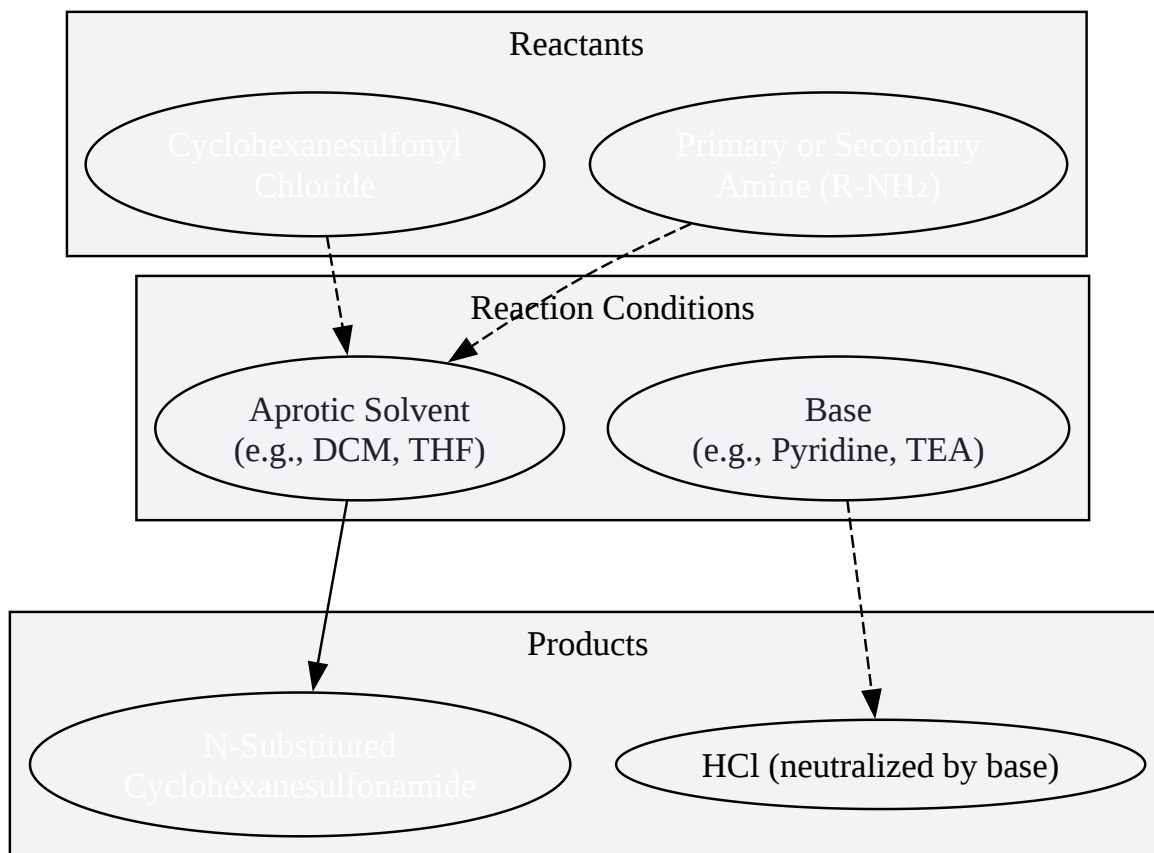 Reactants
Cyclohexanesulfonyl
Chloride
Primary or Secondary
Amine (R-NH₂)
Reaction Conditions
Aprotic Solvent
(e.g., DCM, THF)
Base
(e.g., Pyridine, TEA)
Products
N-Substituted
Cyclohexanesulfonamide
HCl (neutralized by base)